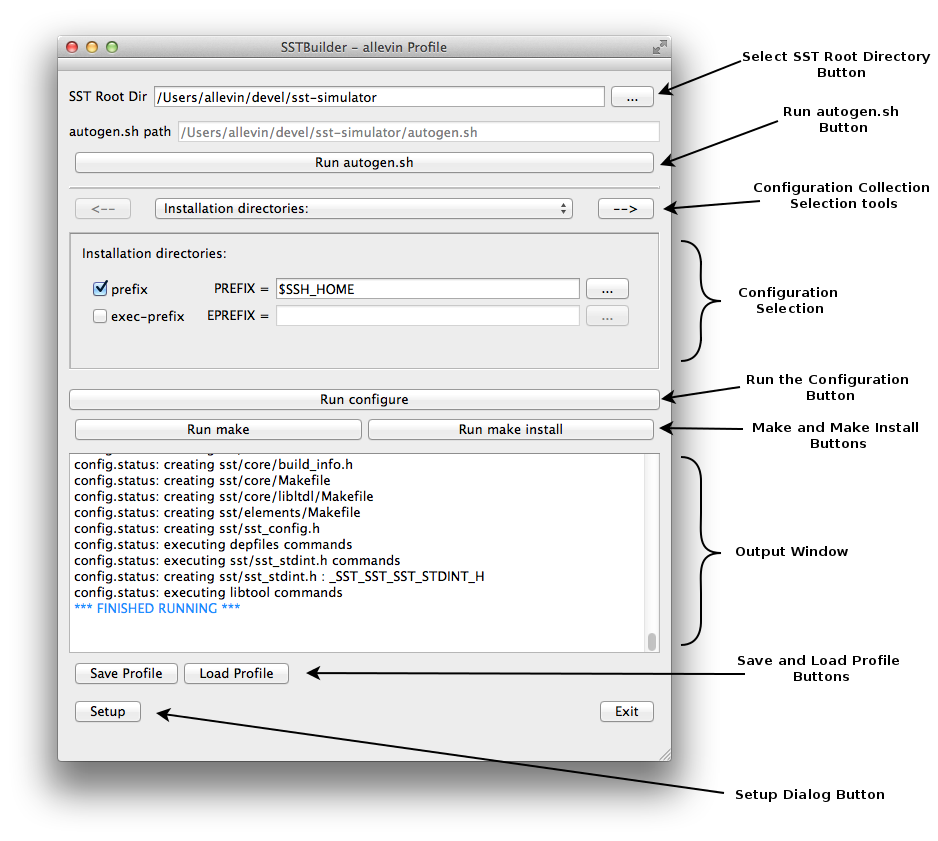 SSTBuilder - allevin Profile
Select SST Root Directory
Button
SST Root Dir /Users/allevin/devel/sst-simulator ...
Run autogen.sh
Button
autogen.sh path /Users/allevin/devel/sst-simulator/autogen.sh
Run autogen.sh
Configuration Collection
Selection tools
<-- Installation directories: -->
Installation directories:
prefix PREFIX = $SSH_HOME ...
Configuration
Selection
exec-prefix EPREFIX = ...
Run the Configuration
Button
Run configure
Make and Make Install
Buttons
Run make Run make install
config.status: creating sst/core/build_info.h
config.status: creating sst/core/Makefile
config.status: creating sst/core/libltdl/Makefile
config.status: creating sst/elements/Makefile
config.status: creating sst/sst_config.h
config.status: executing depfiles commands
config.status: executing sst/sst_stdint.h commands
config.status: creating sst/sst_stdint.h : _SST_SST_SST_STDINT_H
config.status: executing libtool commands
*** FINISHED RUNNING ***
Output Window
Save and Load Profile
Buttons
Save Profile Load Profile
Setup Exit
Setup Dialog Button